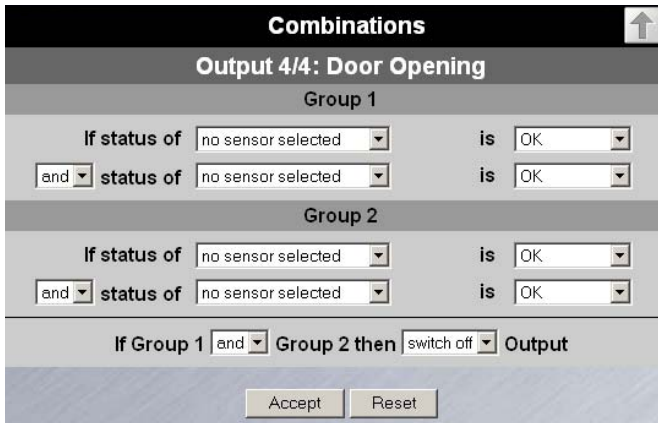 Combinations
Output 4/4: Door Opening
Group 1
If status of no sensor selected is OK
and status of no sensor selected is OK
Group 2
If status of no sensor selected is OK
and status of no sensor selected is OK
If Group 1 and Group 2 then switch off Output
Accept Reset